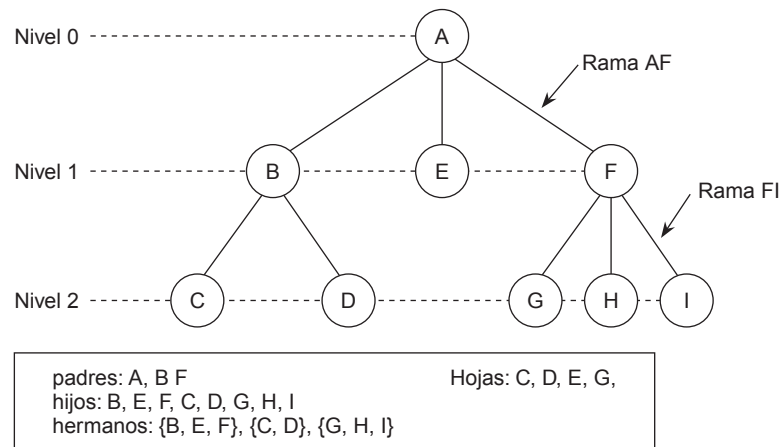 Nivel 0
A
Rama AF
Nivel 1
B
E
F
Rama FI
Nivel 2
C
D
G
H
I
padres: A, B F
Hojas: C, D, E, G,
hijos: B, E, F, C, D, G, H, I
hermanos: {B, E, F}, {C, D}, {G, H, I}